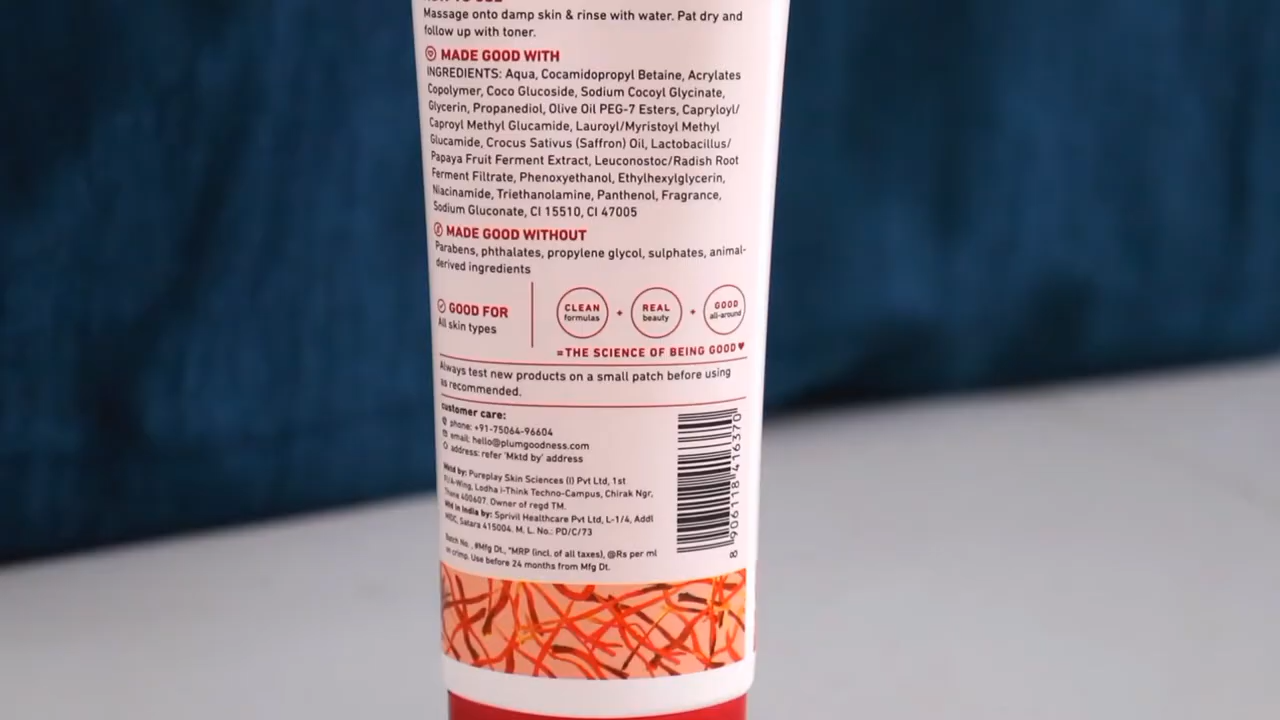 Massage onto damp skin & rinse with water. Pat dry and
follow up with toner.
MADE GOOD WITH
INGREDIENTS: Aqua, Cocamidopropyl Betaine, Acrylates
Copolymer, Coco Glucoside, Sodium Cocoyl Glycinate,
Glycerin, Propanediol, Olive Oil PEG-7 Esters, Capryloyl/
Caproyl Methyl Glucamide, Lauroyl/Myristoyl Methyl
Glucamide, Crocus Sativus (Saffron) Oil, Lactobacillus/
Papaya Fruit Ferment Extract, Leuconostoc/Radish Root
Ferment Filtrate, Phenoxyethanol, Ethylhexylglycerin,
Niacinamide, Triethanolamine, Panthenol, Fragrance,
Sodium Gluconate, CI 15510, CI 47005
MADE GOOD WITHOUT
Parabens, phthalates, propylene glycol, sulphates, animal-
derived ingredients
GOOD FOR
All skin types
CLEAN
formulas
+
REAL
beauty
+
GOOD
all-around
=THE SCIENCE OF BEING GOOD♥
Always test new products on a small patch before using
as recommended.
customer care:
phone: +91-75064-96604
email: hello@plumgoodness.com
address: refer 'Mktd by' address
Mktd by: Pureplay Skin Sciences (I) Pvt Ltd, 1st
Fl/A-Wing, Lodha I-Think Techno-Campus, Chirak Ngr,
Thane 400607. Owner of regd TM.
Mfd in India by: Sprivil Healthcare Pvt Ltd, L-1/4, Addl
MIDC, Satara 415004. M. L. No.: PD/C/73
Batch No., #Mfg Dt., *MRP (incl. of all taxes), @Rs per ml
on crimp. Use before 24 months from Mfg Dt.
8 906118 416370